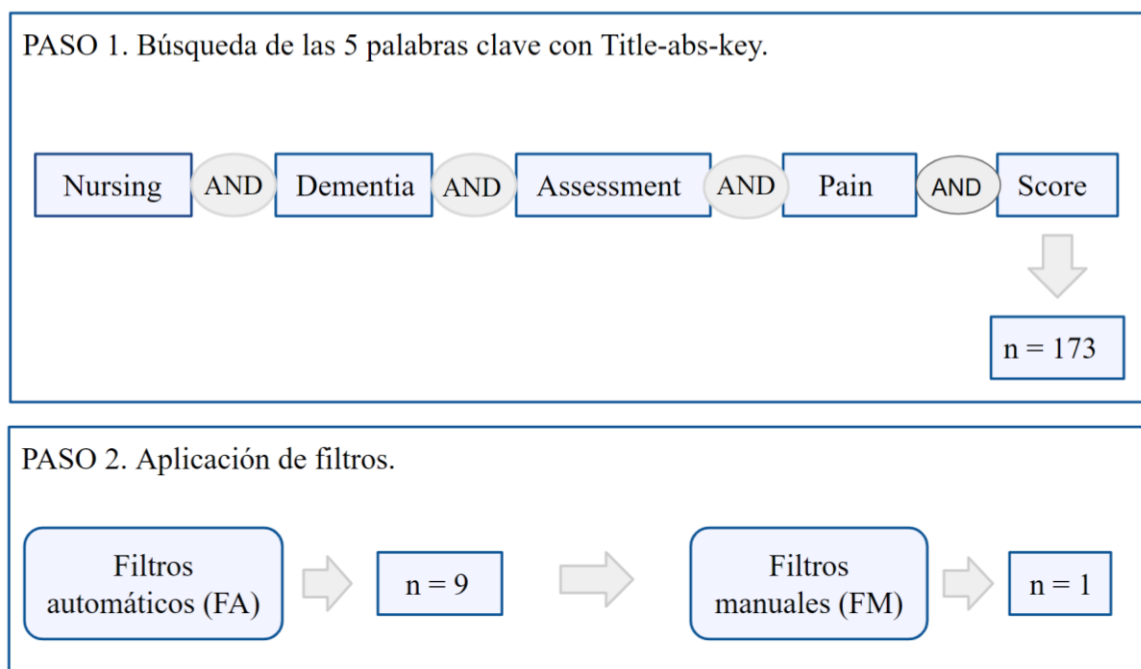 PASO 1. Búsqueda de las 5 palabras clave con Title-abs-key.
Nursing AND Dementia AND Assessment AND Pain AND Score
n = 173
PASO 2. Aplicación de filtros.
Filtros
automáticos (FA)
n = 9
Filtros
manuales (FM)
n = 1